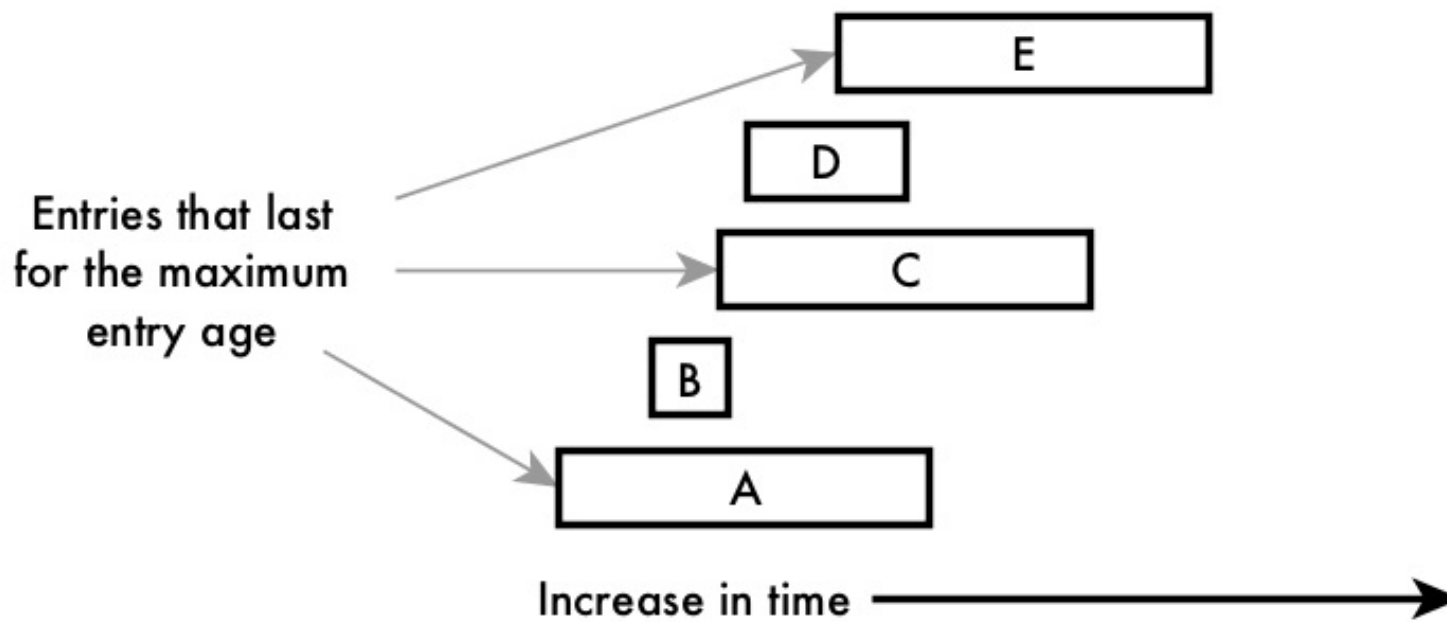 E
D
Entries that last
for the maximum
entry age
C
B
A
Increase in time